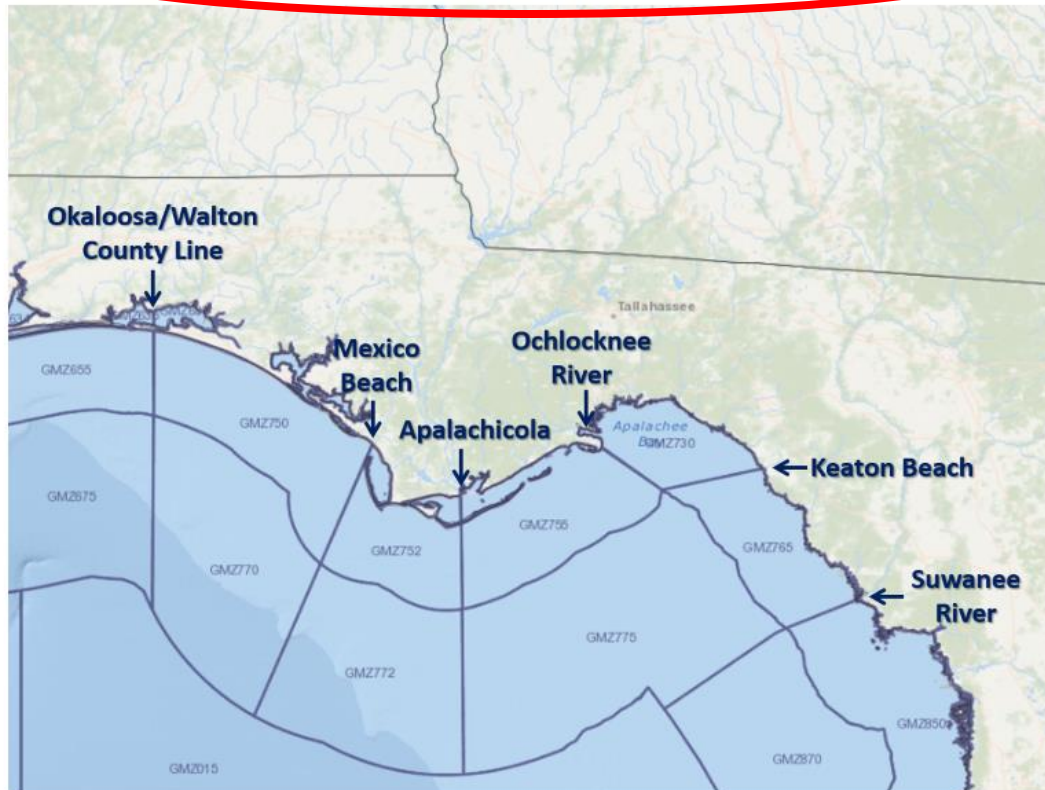 Okaloosa/Walton
County Line
Tallahassee
Mexico
Beach
Ochlocknee
River
GMZ655
GMZ750
Apalachicola
Apalachee
GMZ730
Keaton Beach
GMZ675
GMZ755
GMZ752
GMZ765
GMZ770
Suwanee
River
GMZ775
GMZ772
GMZ850
GMZ870
GMZ015